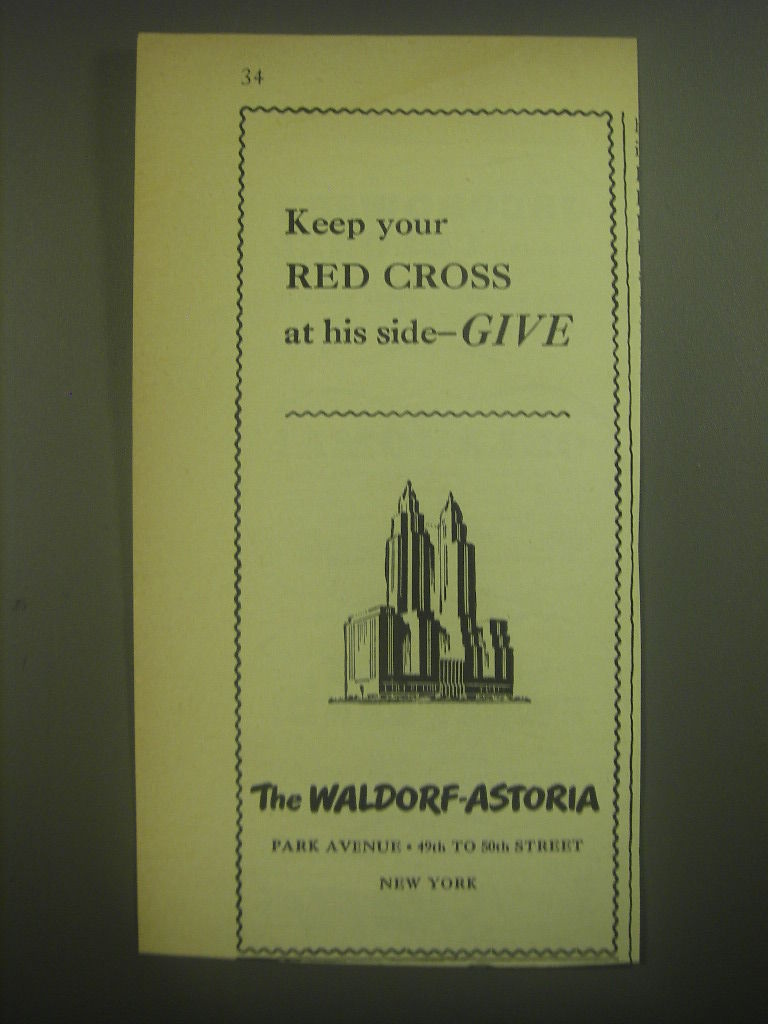 34
Keep your
RED CROSS
at his side—GIVE
The WALDORF-ASTORIA
PARK AVENUE • 49th TO 50th STREET
NEW YORK